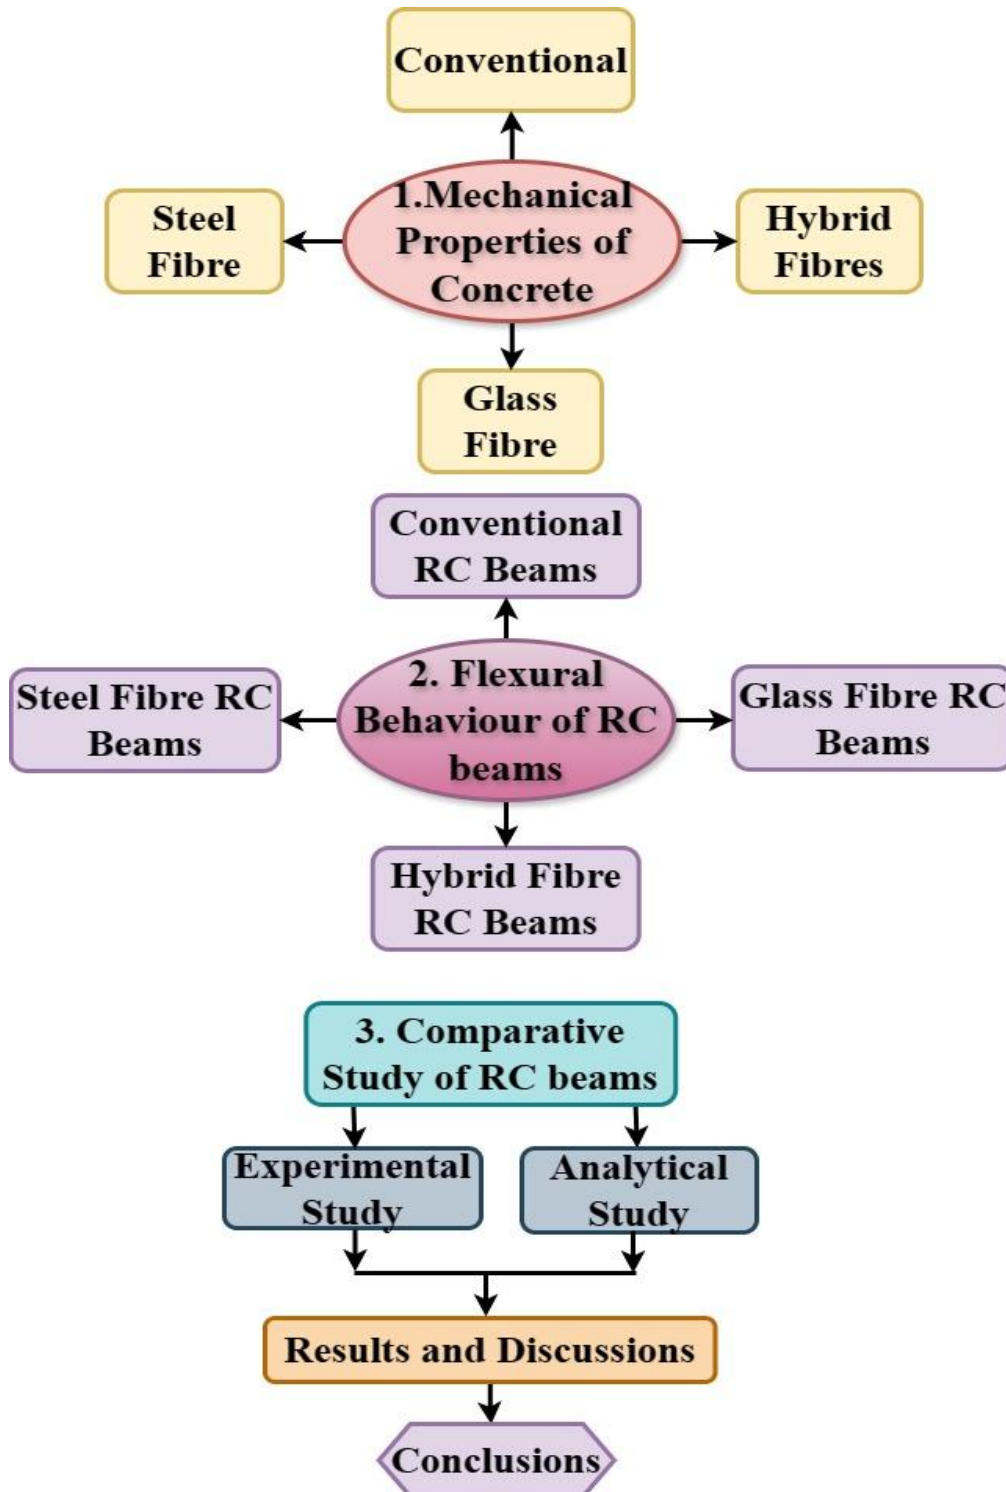 Conventional
1.Mechanical
Properties of
Concrete
Steel
Fibre
Hybrid
Fibres
Glass
Fibre
Conventional
RC Beams
2. Flexural
Behaviour of RC
beams
Steel Fibre RC
Beams
Glass Fibre RC
Beams
Hybrid Fibre
RC Beams
3. Comparative
Study of RC beams
Experimental
Study
Analytical
Study
Results and Discussions
Conclusions